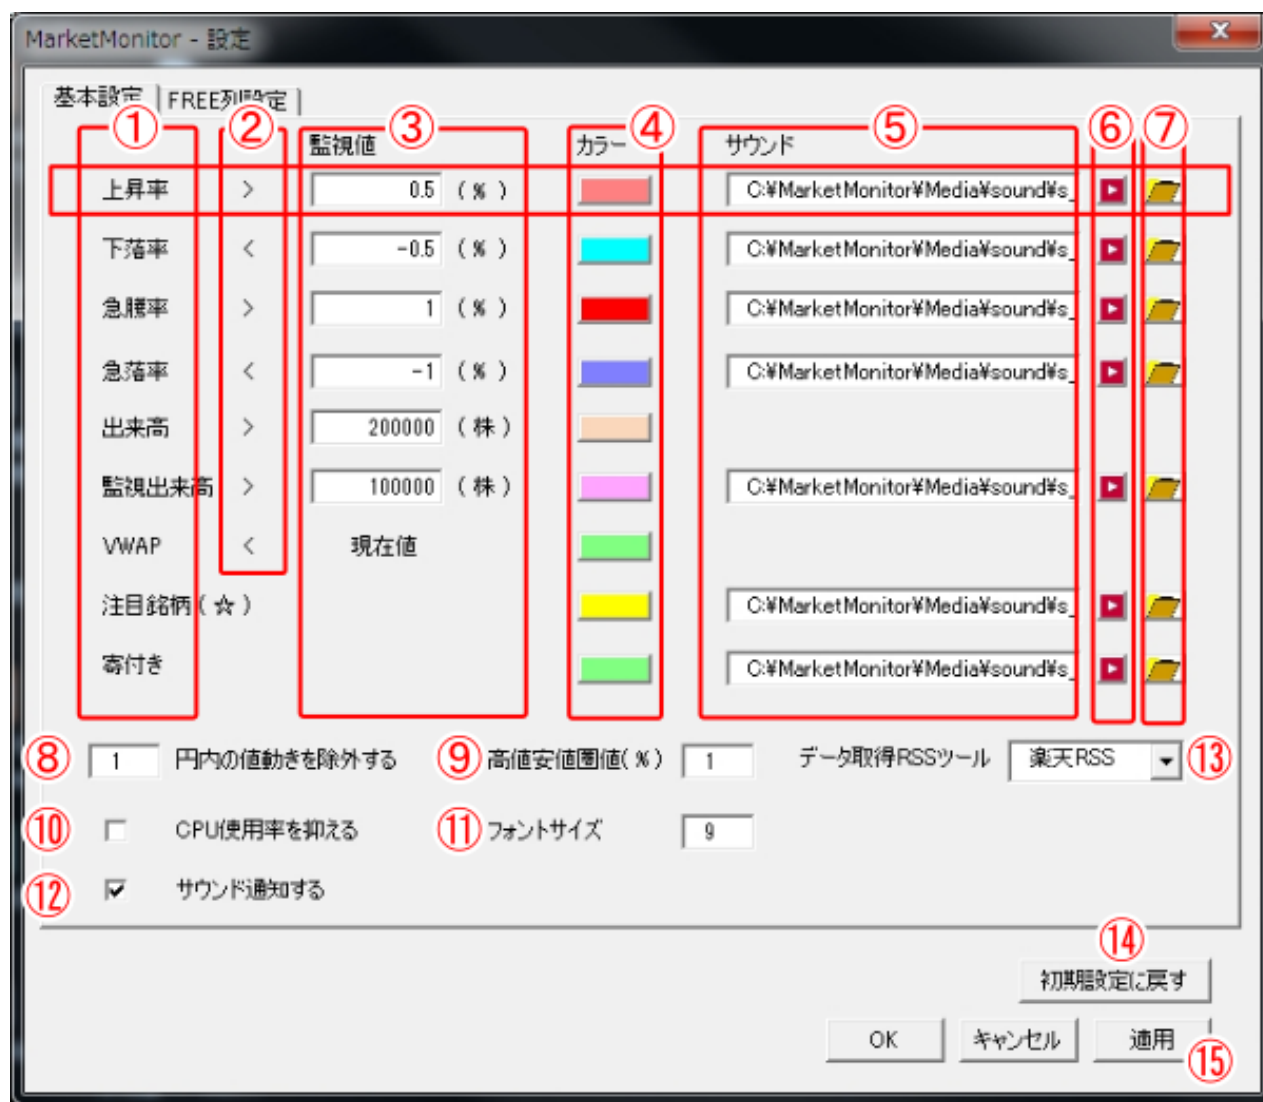 MarketMonitor - 設定
基本設定 FREE列設定
① ② 監視値 ③ カラー ④ サウンド ⑤ ⑥ ⑦
上昇率 > 0.5 (%) C:¥MarketMonitor¥Media¥sound¥s_
下落率 < -0.5 (%) C:¥MarketMonitor¥Media¥sound¥s_
急騰率 > 1 (%) C:¥MarketMonitor¥Media¥sound¥s_
急落率 < -1 (%) C:¥MarketMonitor¥Media¥sound¥s_
出来高 > 200000 (株)
監視出来高 > 100000 (株) C:¥MarketMonitor¥Media¥sound¥s_
VWAP < 現在値
注目銘柄(☆) C:¥MarketMonitor¥Media¥sound¥s_
寄付き C:¥MarketMonitor¥Media¥sound¥s_
⑧ 1 円内の値動きを除外する ⑨ 高値安値圏値(%) 1 データ取得RSSツール 楽天RSS ⑬
⑩ CPU使用率を抑える ⑪ フォントサイズ 9
⑫ サウンド通知する
⑭
初期設定に戻す
OK キャンセル 適用 ⑮